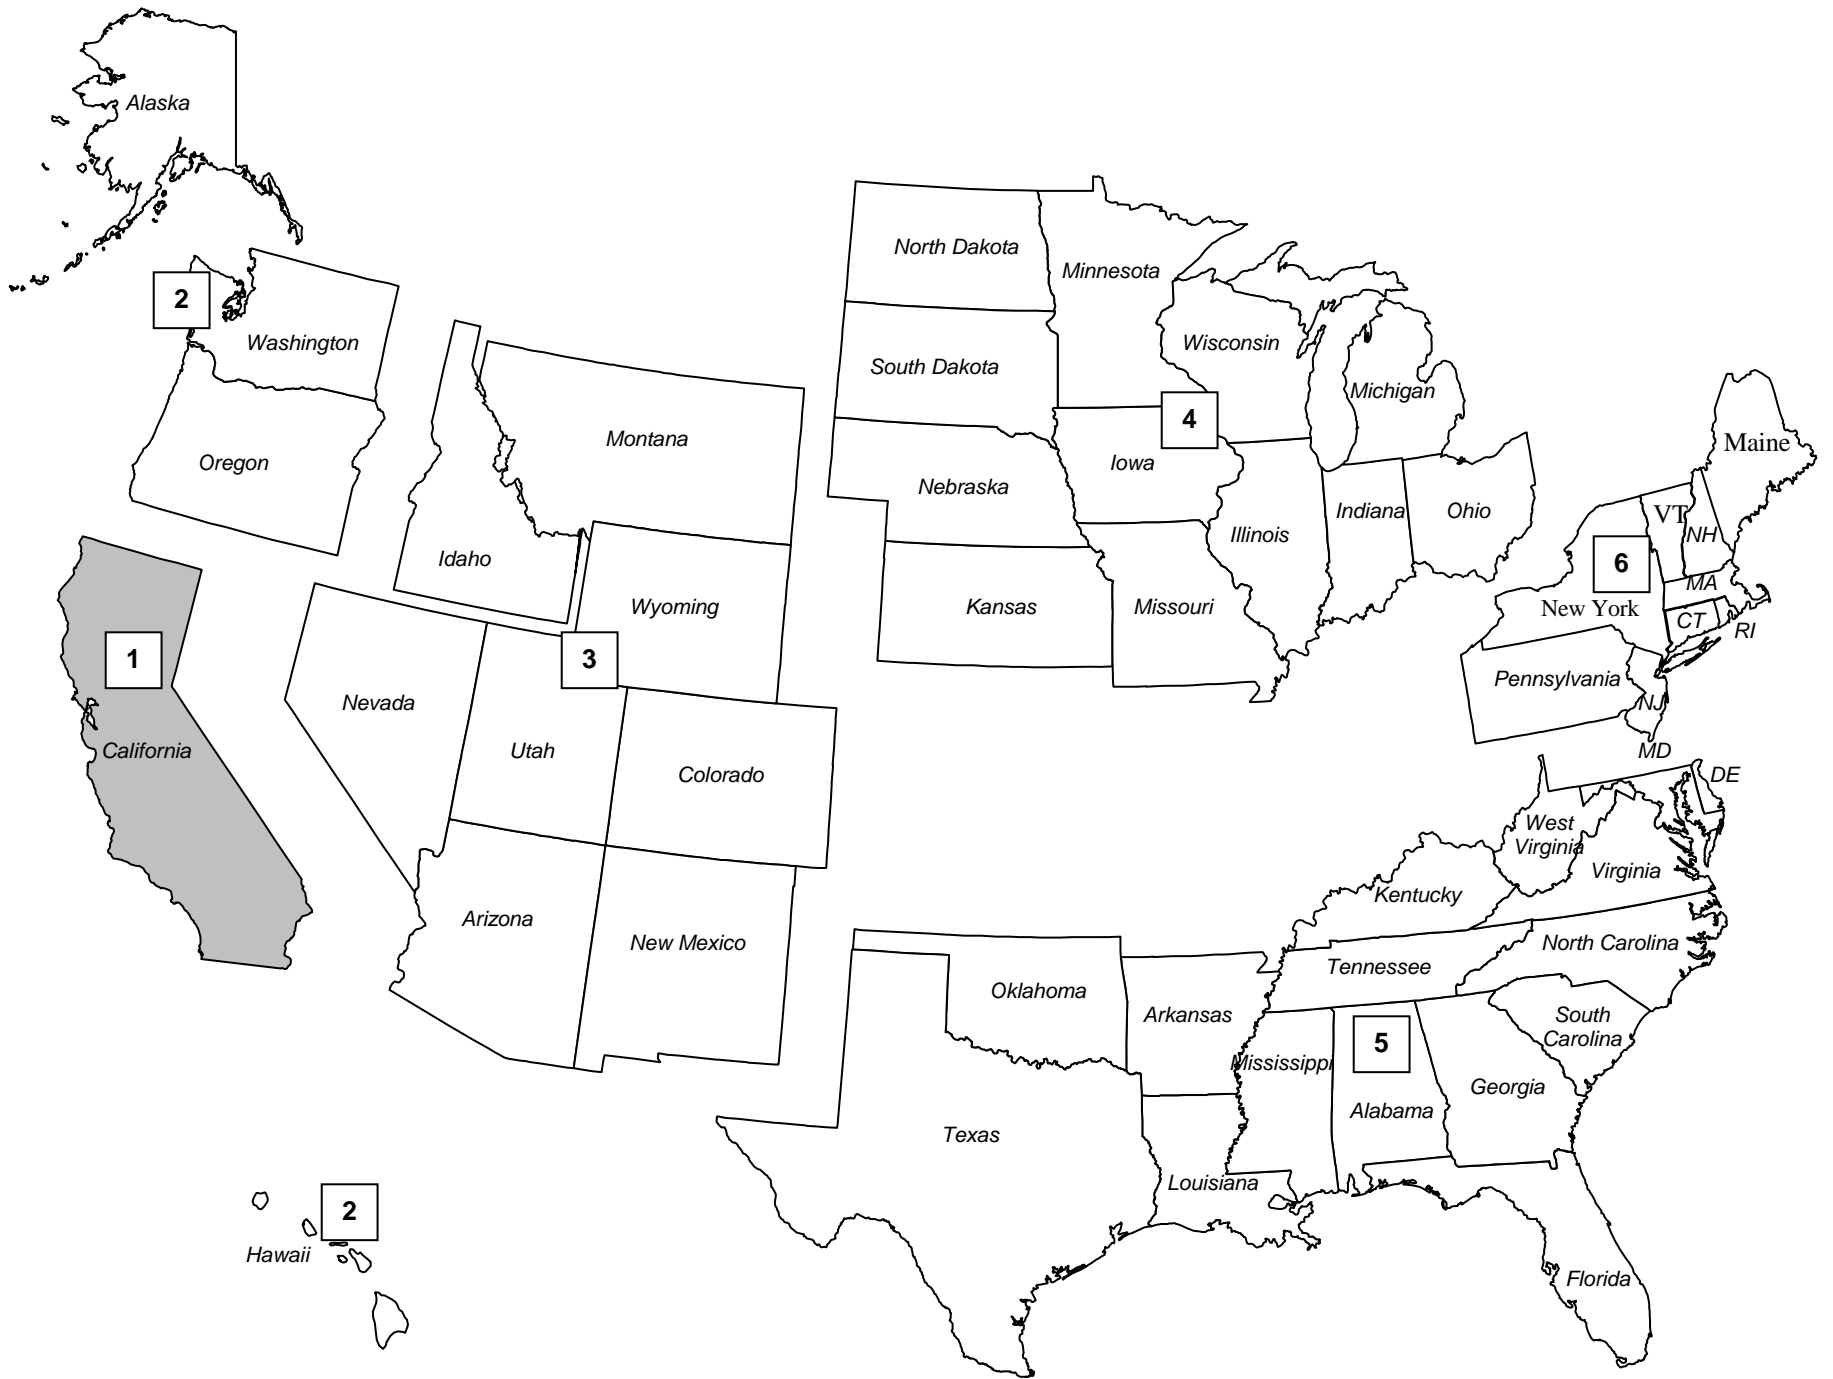 Alaska
2
Washington
Oregon
1
California
Idaho
Montana
Wyoming
3
Nevada
Utah
Colorado
Arizona
New Mexico
2
Hawaii
North Dakota
Minnesota
South Dakota
Wisconsin
Michigan
4
Nebraska
Iowa
Illinois
Indiana
Ohio
Kansas
Missouri
Maine
VT
NH
6
MA
New York
CT
RI
Pennsylvania
NJ
MD
DE
West
Virginia
Virginia
Kentucky
North Carolina
Tennessee
Oklahoma
Arkansas
South
Carolina
5
Mississippi
Alabama
Georgia
Texas
Louisiana
Florida